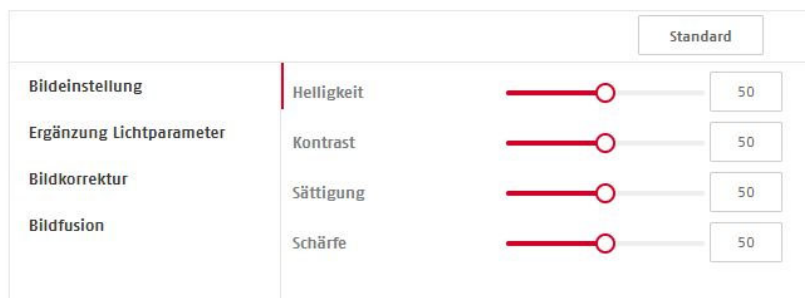 Standard
Bildeinstellung
Ergänzung Lichtparameter
Bildkorrektur
Bildfusion
Helligkeit 50
Kontrast 50
Sättigung 50
Schärfe 50